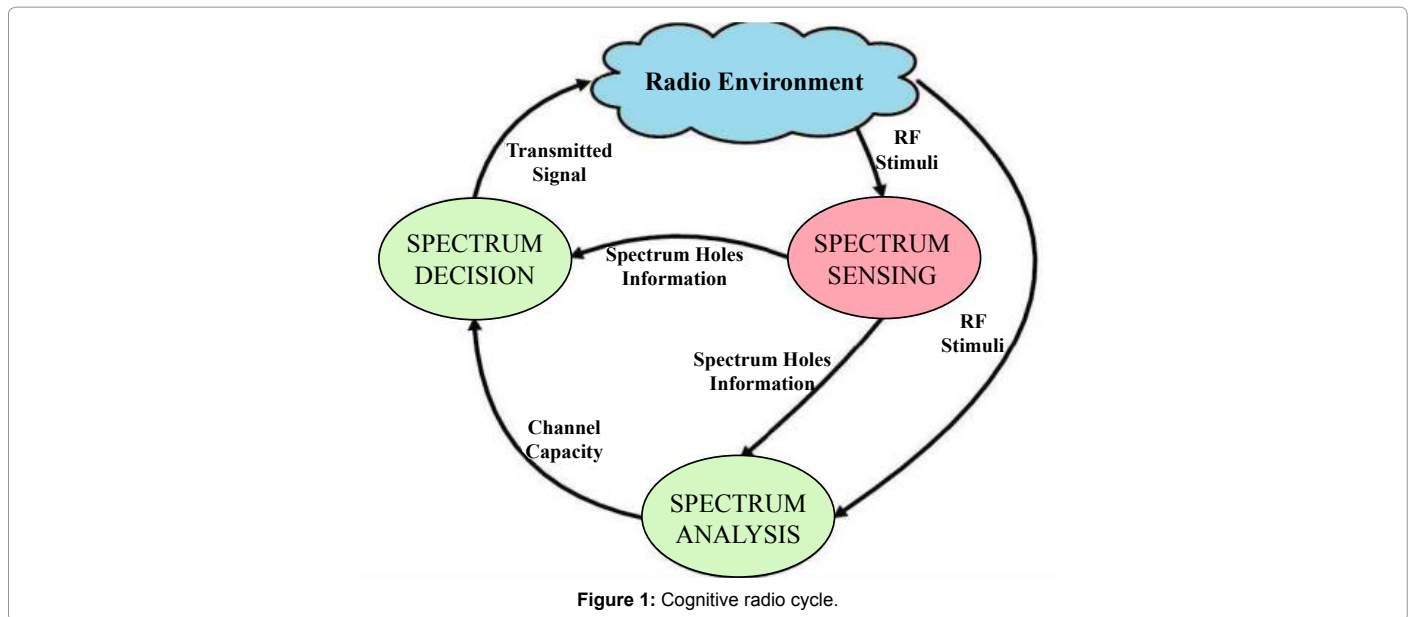 Radio Environment
RF
Stimuli
Transmitted
Signal
SPECTRUM
DECISION
Spectrum Holes
Information
SPECTRUM
SENSING
RF
Stimuli
Spectrum Holes
Information
Channel
Capacity
SPECTRUM
ANALYSIS
Figure 1: Cognitive radio cycle.